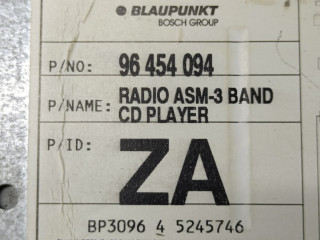 BLAUPUNKT
BOSCH GROUP
P/NO: 96 454 094
P/NAME: RADIO ASM-3 BAND
CD PLAYER
P/ID: ZA
BP3096 4 5245746